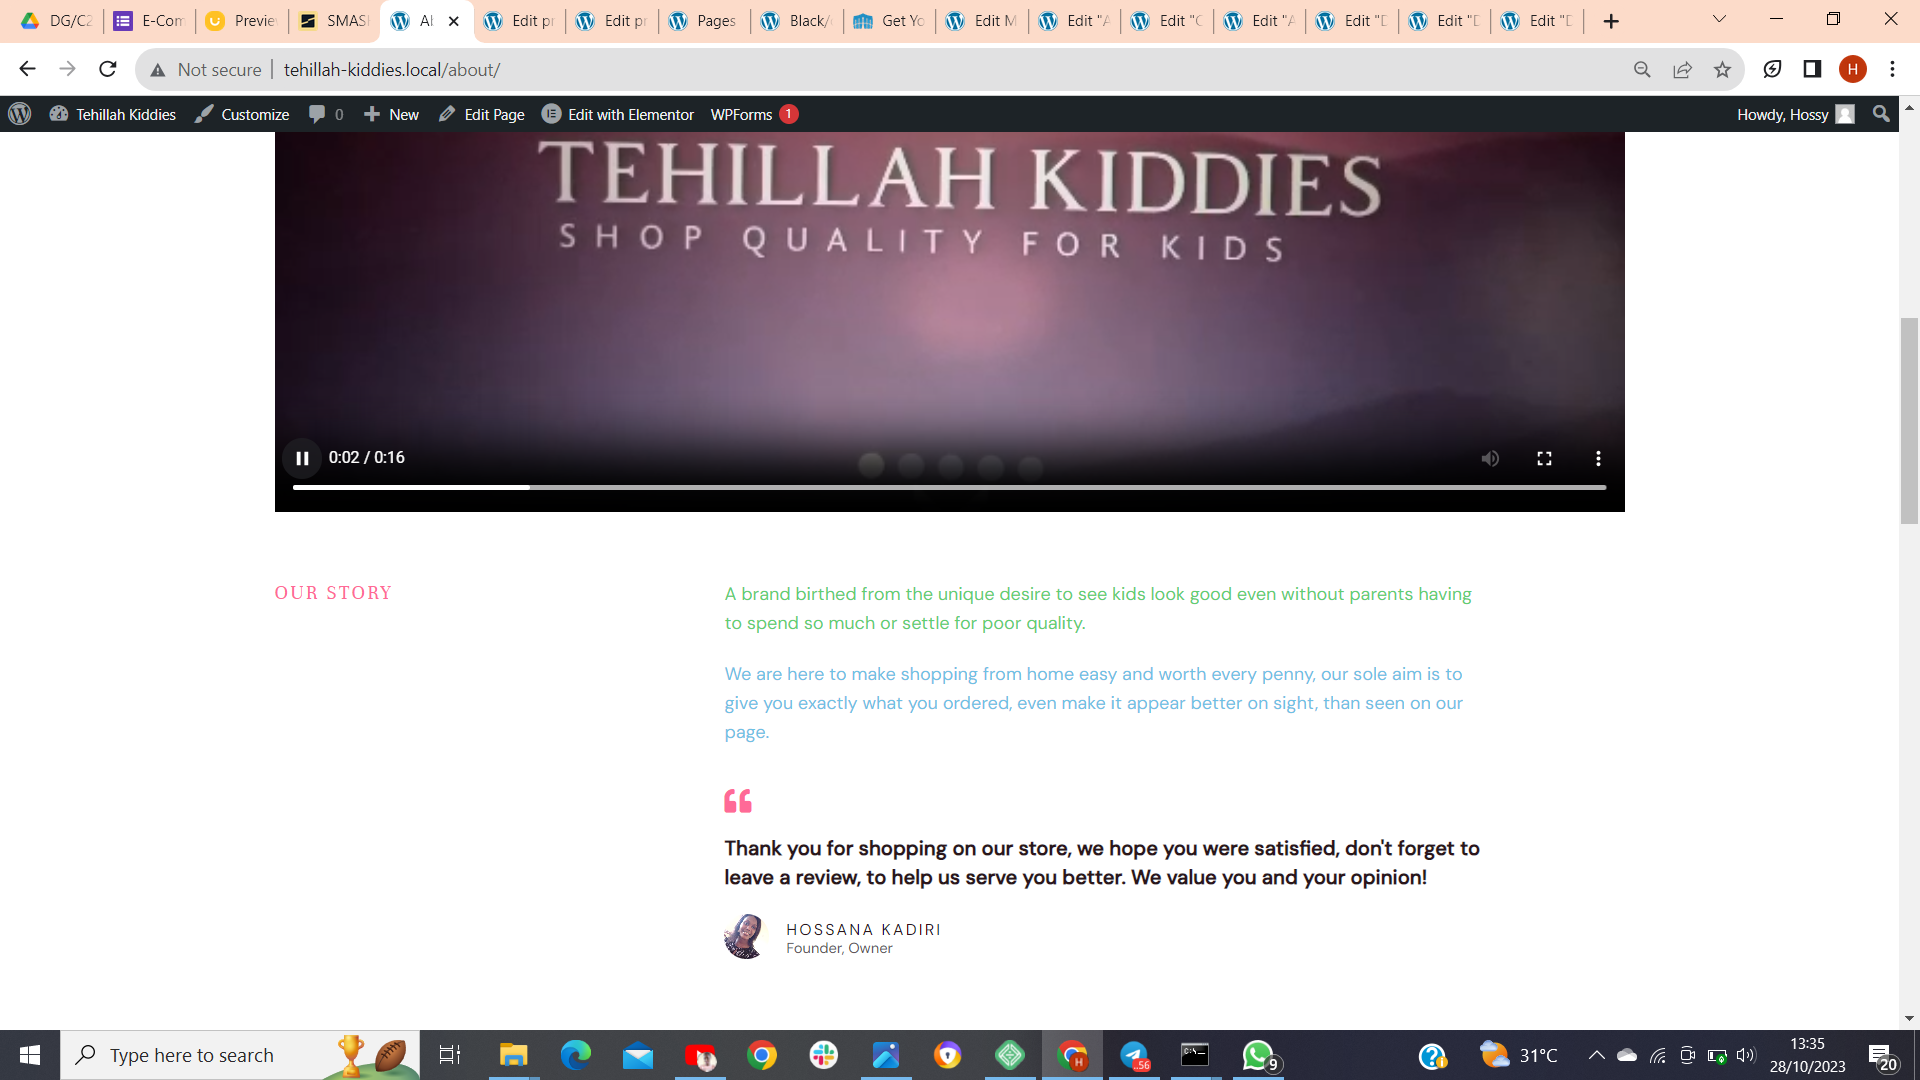 DG/C2
E-Com
Preview
SMAS
Ab
Edit pr
Edit pr
Pages
Black/
Get Yo
Edit M
Edit "A
Edit "C
Edit "A
Edit "D
Edit "D
Edit "D
Not secure
tehillah-kiddies.local/about/
H
Tehillah Kiddies
Customize
0
New
Edit Page
Edit with Elementor
WPForms 1
Howdy, Hossy
TEHILLAH KIDDIES
SHOP QUALITY FOR KIDS
0:02 / 0:16
OUR STORY
A brand birthed from the unique desire to see kids look good even without parents having
to spend so much or settle for poor quality.
We are here to make shopping from home easy and worth every penny, our sole aim is to
give you exactly what you ordered, even make it appear better on sight, than seen on our
page.
Thank you for shopping on our store, we hope you were satisfied, don't forget to
leave a review, to help us serve you better. We value you and your opinion!
HOSSANA KADIRI
Founder, Owner
Type here to search
H
56
9
31°C
13:35
28/10/2023
20